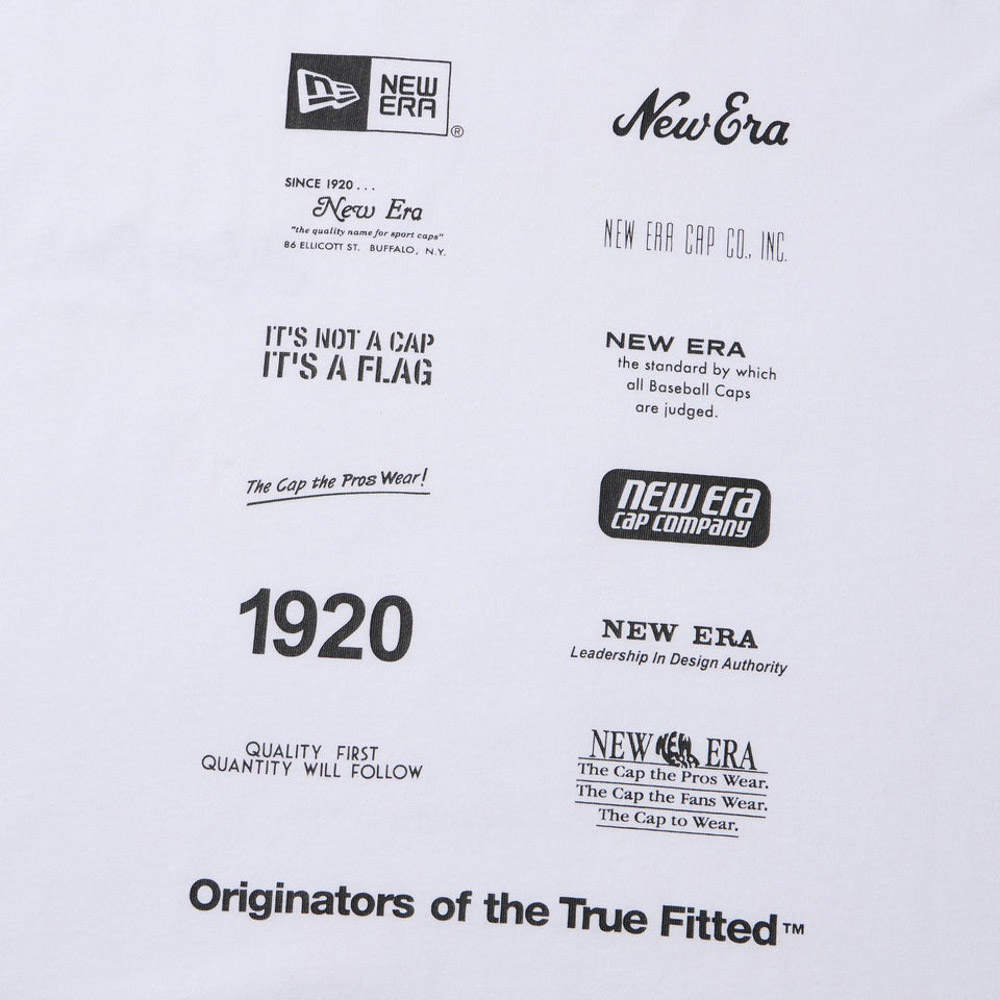 NEW
ERA
®
New Era
SINCE 1920 . . .
New Era
"the quality name for sport caps"
86 ELLICOTT ST. BUFFALO, N.Y.
NEW ERA CAP CO., INC.
IT'S NOT A CAP
IT'S A FLAG
NEW ERA
the standard by which
all Baseball Caps
are judged.
The Cap the Pros Wear!
new era
cap company
1920
NEW ERA
Leadership In Design Authority
QUALITY FIRST
QUANTITY WILL FOLLOW
NEW ERA
The Cap the Pros Wear.
The Cap the Fans Wear.
The Cap to Wear.
Originators of the True Fitted™